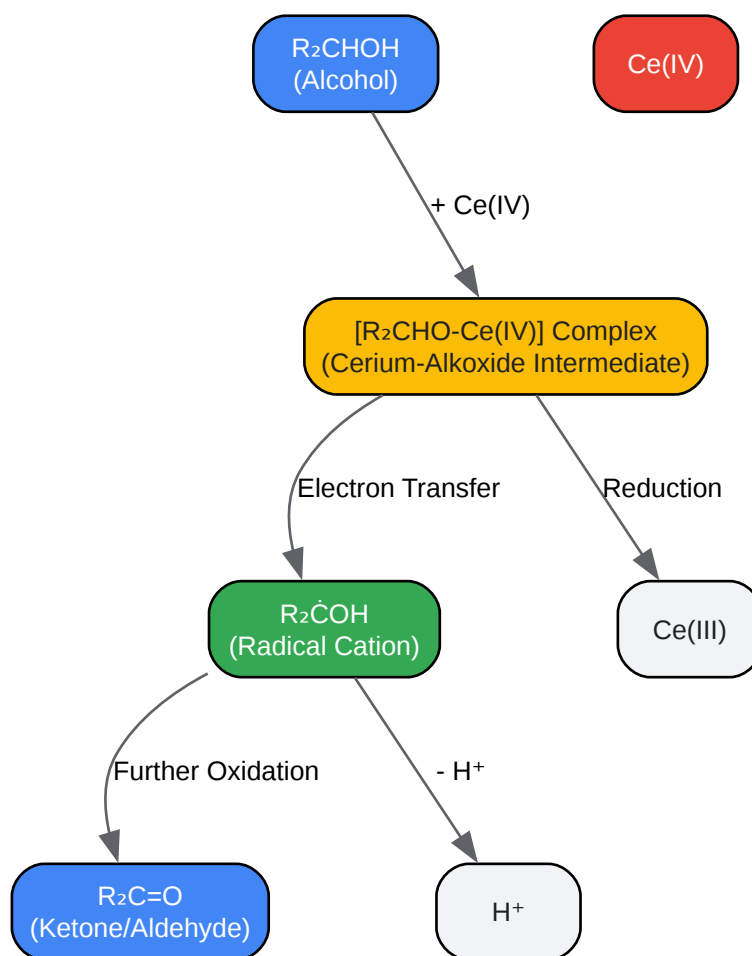 R₂CHOH
(Alcohol)
Ce(IV)
+ Ce(IV)
[R₂CHO-Ce(IV)] Complex
(Cerium-Alkoxide Intermediate)
Electron Transfer
Reduction
R₂ĊOH
(Radical Cation)
Ce(III)
Further Oxidation
- H⁺
R₂C=O
(Ketone/Aldehyde)
H⁺